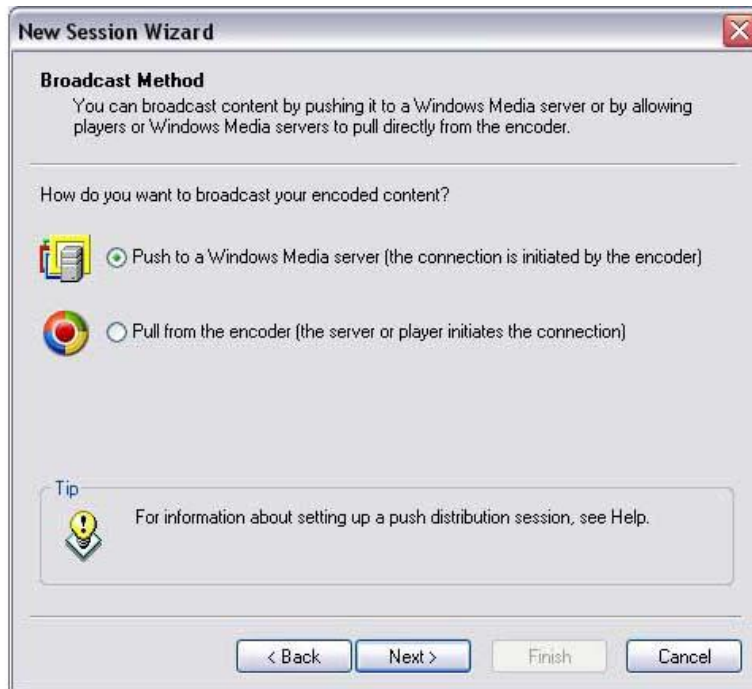 New Session Wizard
Broadcast Method
You can broadcast content by pushing it to a Windows Media server or by allowing
players or Windows Media servers to pull directly from the encoder.
How do you want to broadcast your encoded content?
Push to a Windows Media server (the connection is initiated by the encoder)
Pull from the encoder (the server or player initiates the connection)
Tip
For information about setting up a push distribution session, see Help.
< Back Next > Finish Cancel